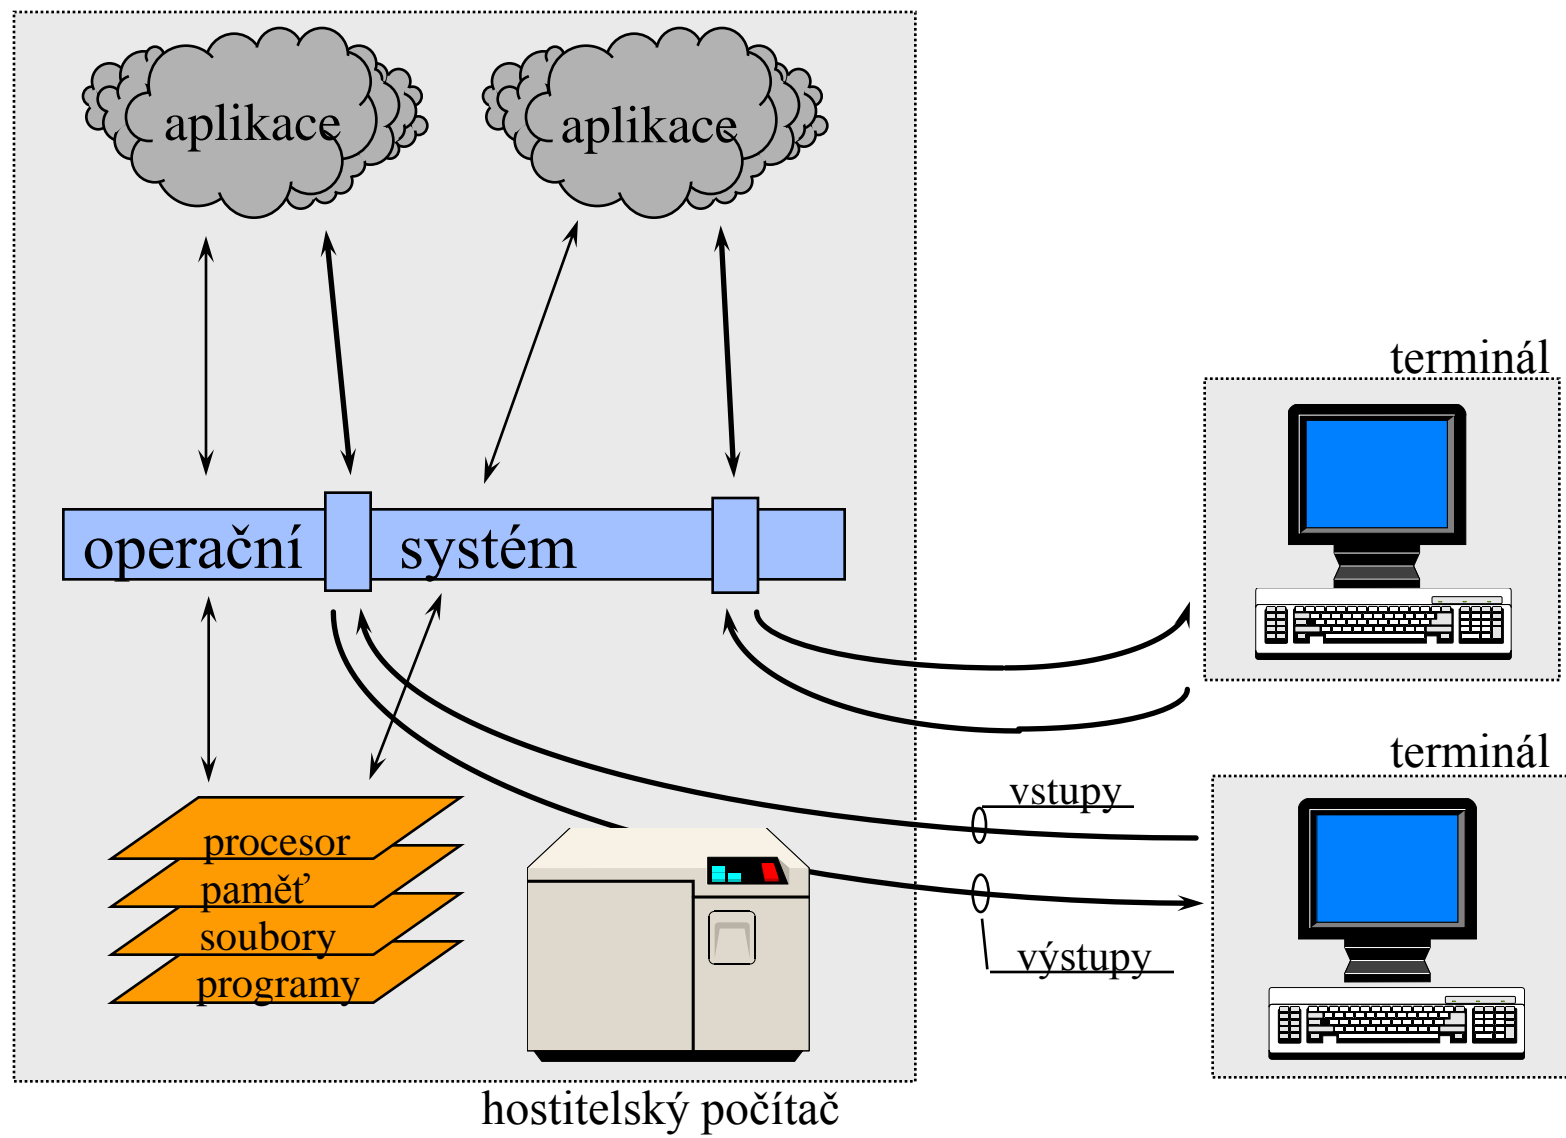 aplikace
aplikace
terminál
operační systém
terminál
vstupy
procesor
paměť
soubory
výstupy
programy
hostitelský počítač